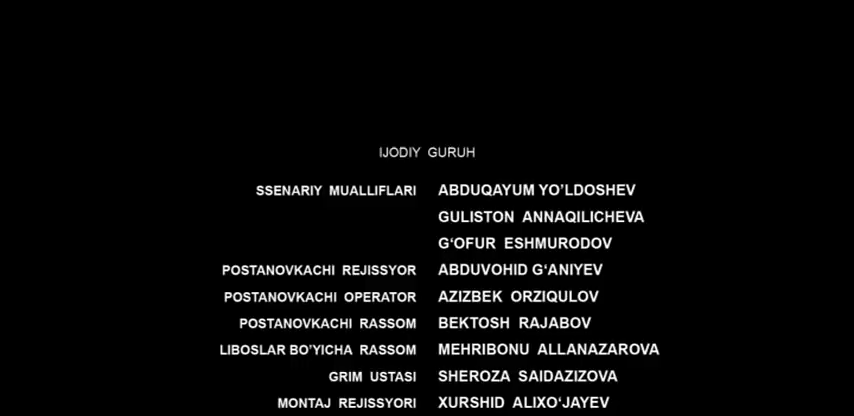 IJODIY GURUH
SSENARIY MUALLIFLARI ABDUQAYUM YO’LDOSHEV
GULISTON ANNAQILICHEVA
G‘OFUR ESHMURODOV
POSTANOVKACHI REJISSYOR ABDUVOHID G‘ANIYEV
POSTANOVKACHI OPERATOR AZIZBEK ORZIQULOV
POSTANOVKACHI RASSOM BEKTOSH RAJABOV
LIBOSLAR BO’YICHA RASSOM MEHRIBONU ALLANAZAROVA
GRIM USTASI SHEROZA SAIDAZIZOVA
MONTAJ REJISSYORI XURSHID ALIXO‘JAYEV